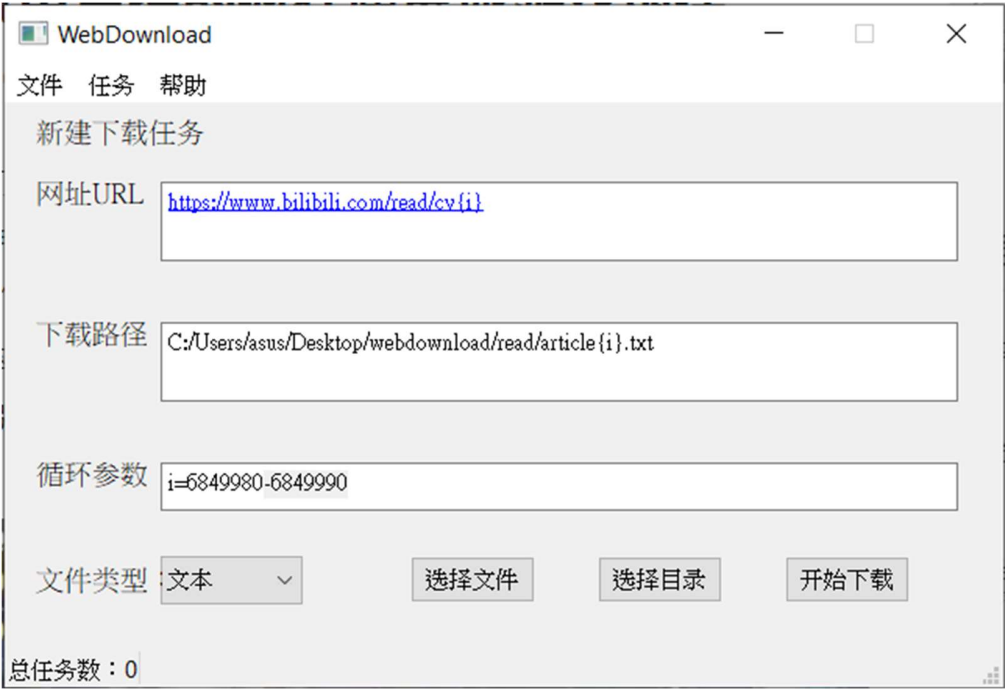 WebDownload
文件 任务 帮助
新建下载任务
网址URL https://www.bilibili.com/read/cv{i}
下载路径 C:/Users/asus/Desktop/webdownload/read/article{i}.txt
循环参数 i=6849980-6849990
文件类型:文本 选择文件 选择目录 开始下载
总任务数：0